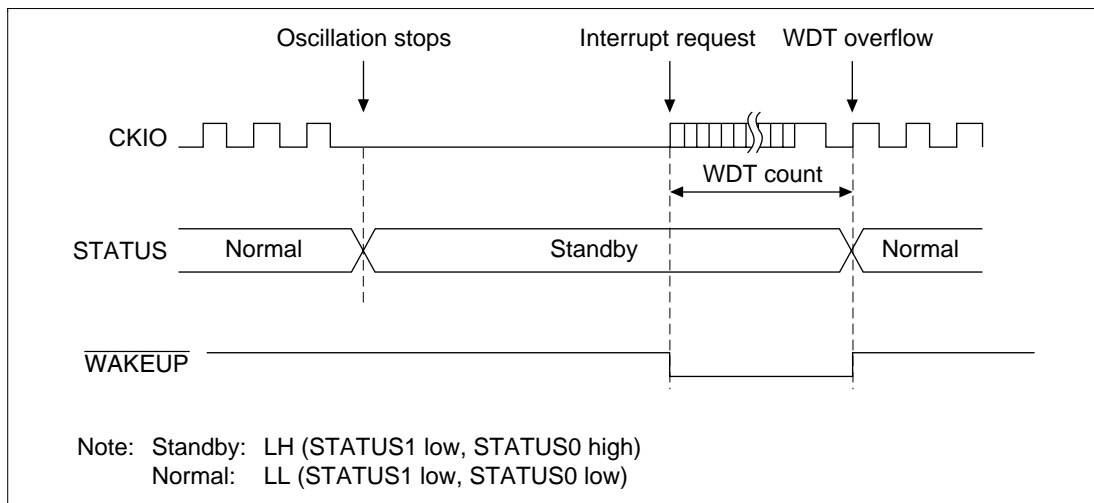 Oscillation stops
Interrupt request
WDT overflow
CKIO
WDT count
STATUS
Normal
Standby
Normal
WAKEUP
Note: Standby: LH (STATUS1 low, STATUS0 high)
Normal: LL (STATUS1 low, STATUS0 low)